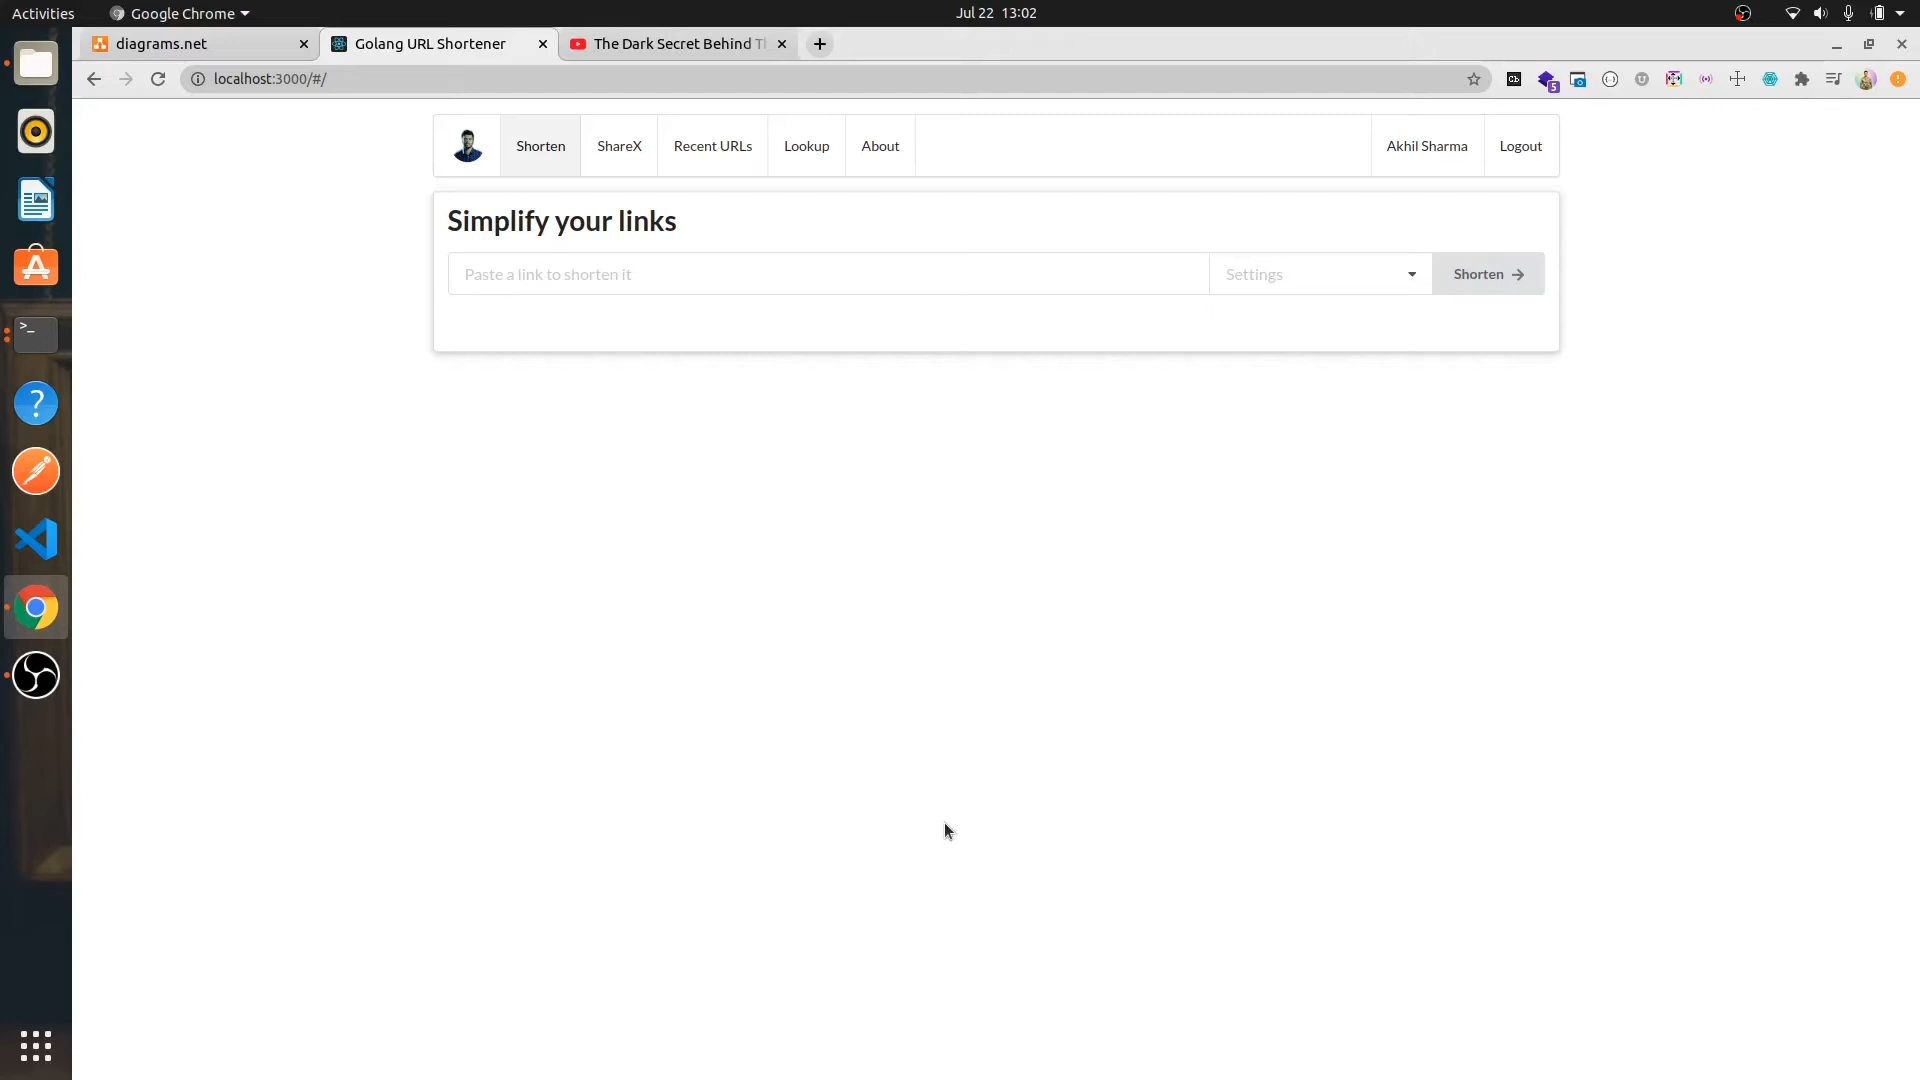 Activities
Google Chrome
Jul 22 13:02
diagrams.net
Golang URL Shortener
The Dark Secret Behind T
localhost:3000/#/
5
Shorten
ShareX
Recent URLs
Lookup
About
Akhil Sharma
Logout
Simplify your links
Paste a link to shorten it
Settings
Shorten